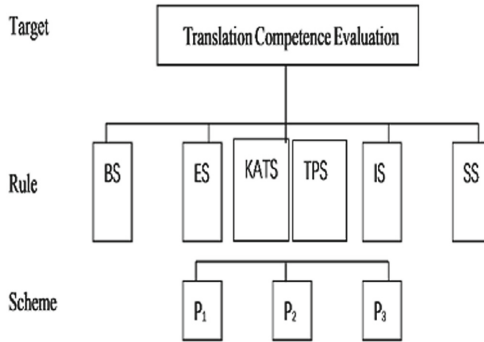 Target
Translation Competence Evaluation
Rule
BS ES KATS TPS IS SS
Scheme
P₁ P₂ P₃